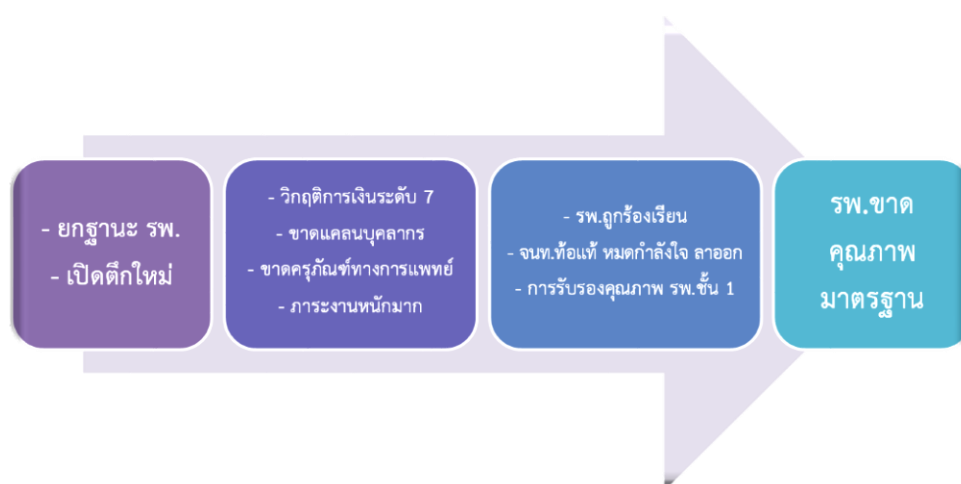 - ยกฐานะ รพ.
- เปิดตึกใหม่
- วิกฤติการเงินระดับ 7
- ขาดแคลนบุคลากร
- ขาดครุภัณฑ์ทางการแพทย์
- ภาระงานหนักมาก
- รพ.ถูกร้องเรียน
- จนท.ท้อแท้ หมดกำลังใจ ลาออก
- การรับรองคุณภาพ รพ.ชั้น 1
รพ.ขาด
คุณภาพ
มาตรฐาน